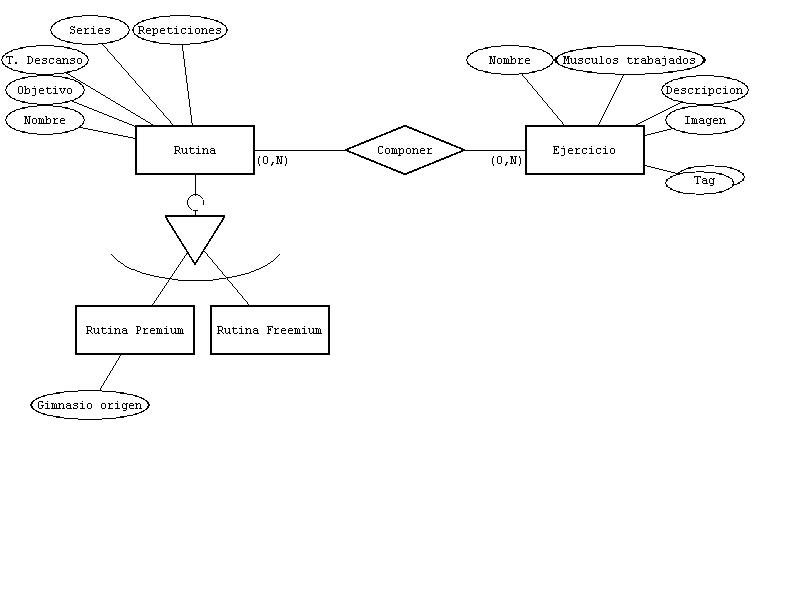 Series
Repeticiones
T. Descanso
Objetivo
Nombre
Rutina
(0,N)
Componer
(0,N)
Nombre
Musculos trabajados
Descripcion
Imagen
Ejercicio
Tag
Rutina Premium
Rutina Freemium
Gimnasio origen